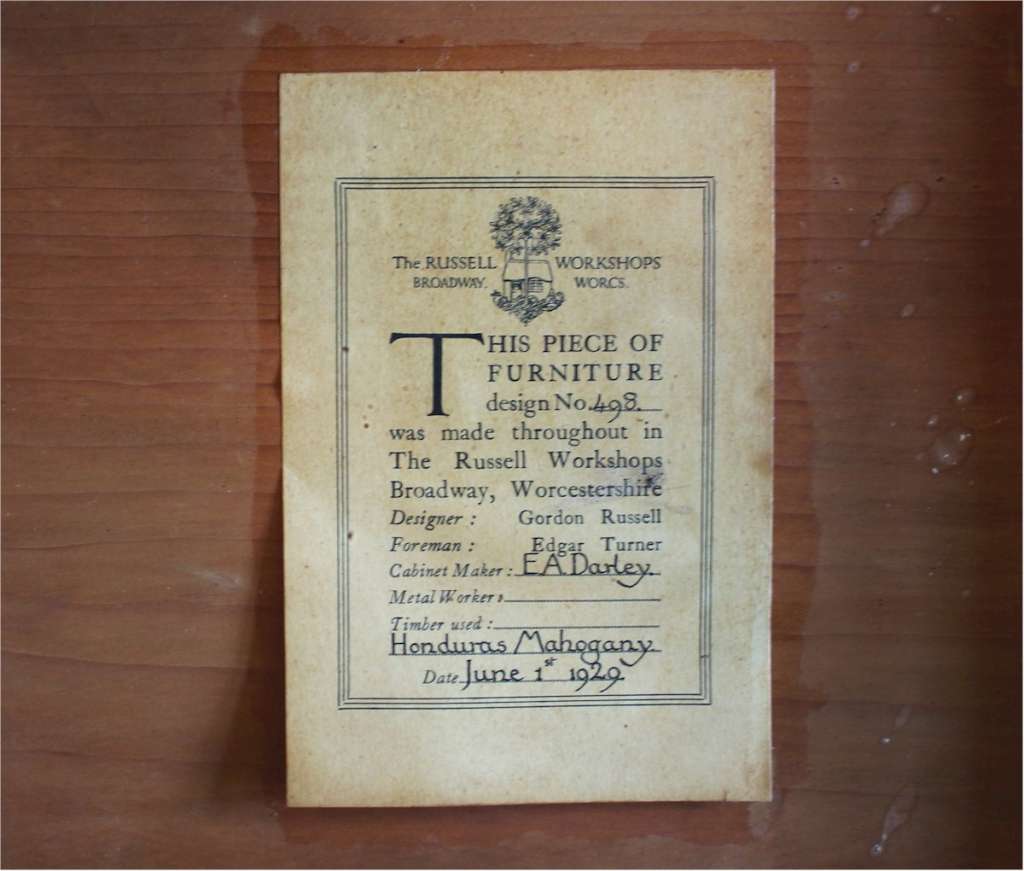 The RUSSELL WORKSHOPS
BROADWAY. WORCS.
THIS PIECE OF
FURNITURE
design No. 498.
was made throughout in
The Russell Workshops
Broadway, Worcestershire
Designer : Gordon Russell
Foreman : Edgar Turner
Cabinet Maker : E A Darley.
Metal Worker :
Timber used :
Honduras Mahogany.
Date June 1st 1929.